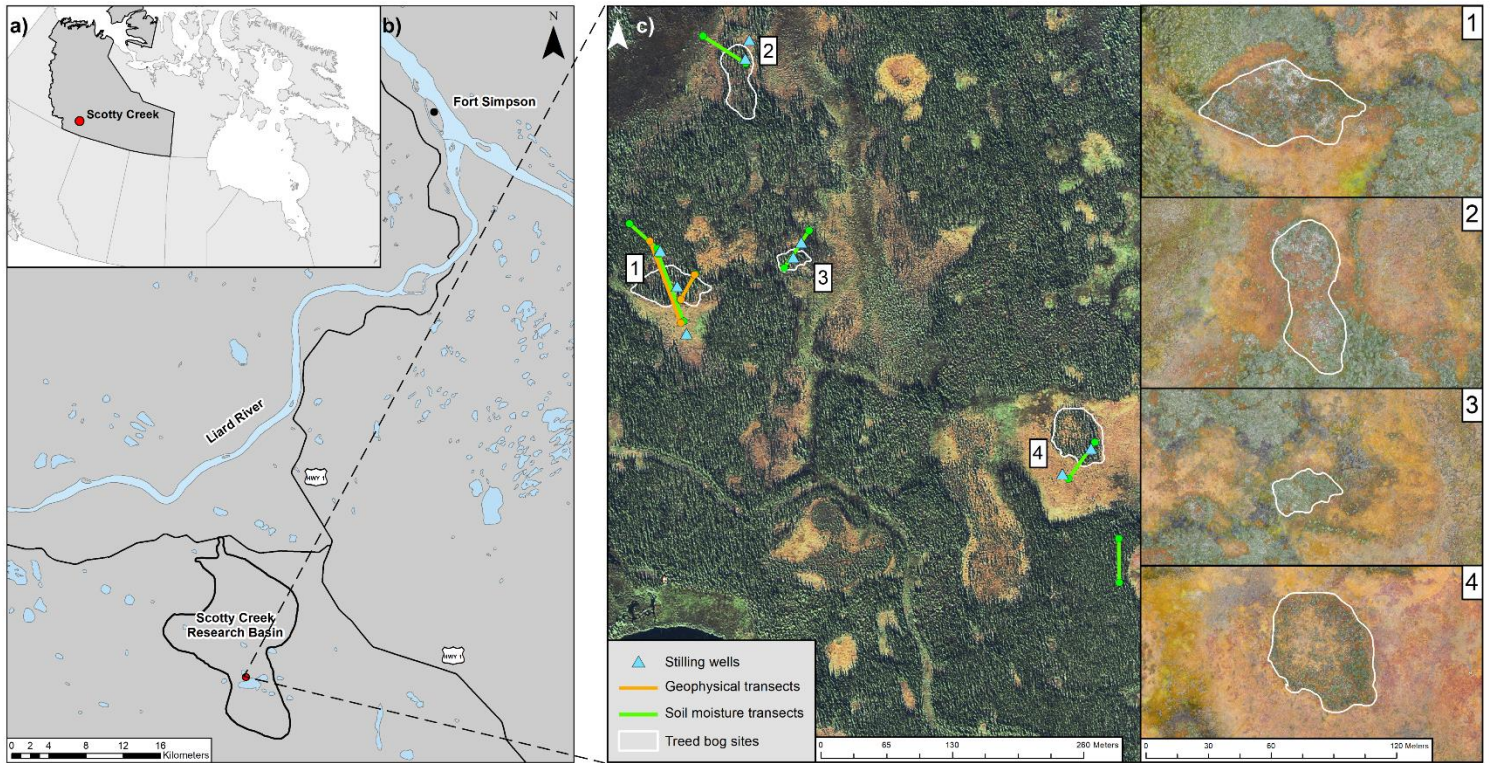 a)
Scotty Creek
b)
N
Fort Simpson
Liard River
HWY 1
Scotty Creek
Research Basin
HWY 1
0 2 4 8 12 16
Kilometers
c)
N
2
1
3
4
Stilling wells
Geophysical transects
Soil moisture transects
Treed bog sites
0 65 130 260 Meters
1
2
3
4
0 30 60 120 Meters